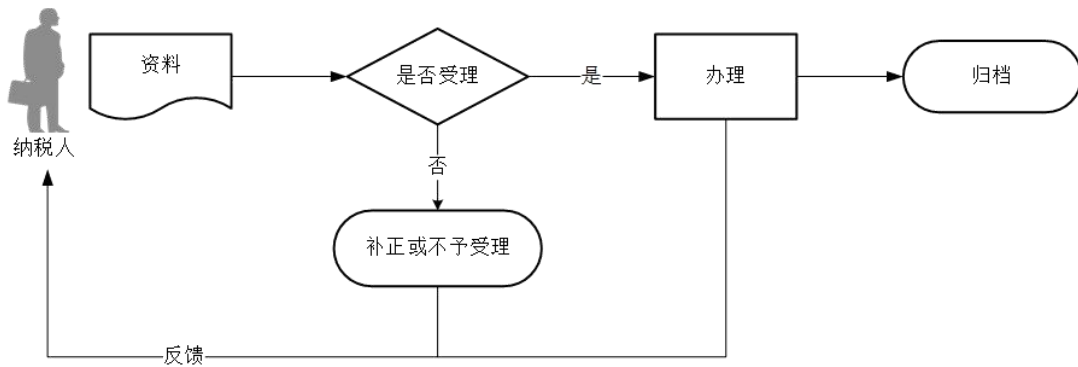 纳税人
资料
是否受理
是
办理
归档
否
补正或不予受理
反馈